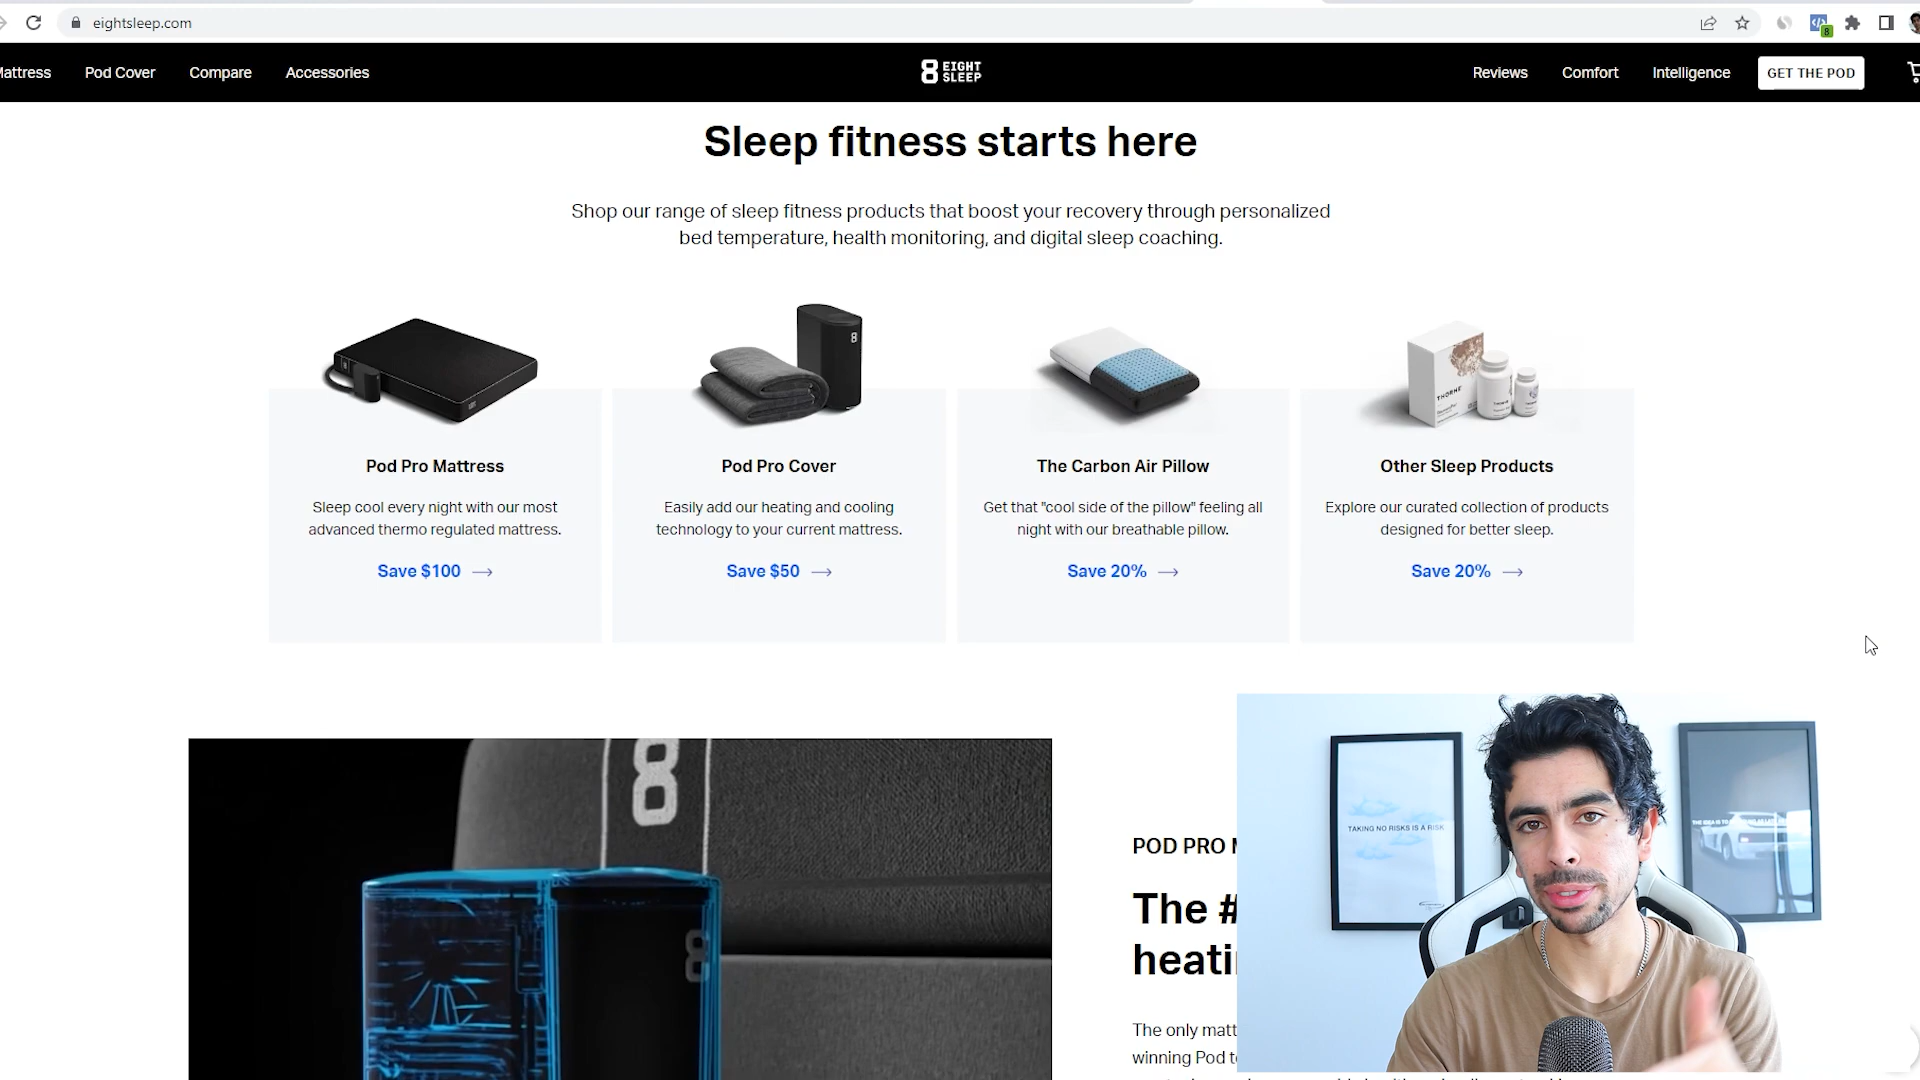 eightsleep.com
8
Mattress Pod Cover Compare Accessories
8 EIGHT SLEEP
Reviews Comfort Intelligence GET THE POD
Sleep fitness starts here
Shop our range of sleep fitness products that boost your recovery through personalized
bed temperature, health monitoring, and digital sleep coaching.
8
THORNE
Pod Pro Mattress
Sleep cool every night with our most
advanced thermo regulated mattress.
Save $100 →
Pod Pro Cover
Easily add our heating and cooling
technology to your current mattress.
Save $50 →
The Carbon Air Pillow
Get that "cool side of the pillow" feeling all
night with our breathable pillow.
Save 20% →
Other Sleep Products
Explore our curated collection of products
designed for better sleep.
Save 20% →
8
8
POD PRO
The #
heati
The only matt
winning Pod t
TAKING NO RISKS IS A RISK
THE IDEA IS TO